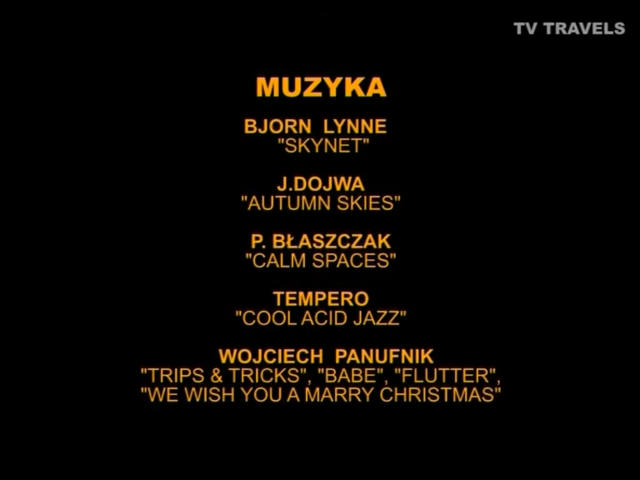 TV TRAVELS
MUZYKA
BJORN LYNNE
"SKYNET"
J.DOJWA
"AUTUMN SKIES"
P. BŁASZCZAK
"CALM SPACES"
TEMPERO
"COOL ACID JAZZ"
WOJCIECH PANUFNIK
"TRIPS & TRICKS", "BABE", "FLUTTER",
"WE WISH YOU A MARRY CHRISTMAS"